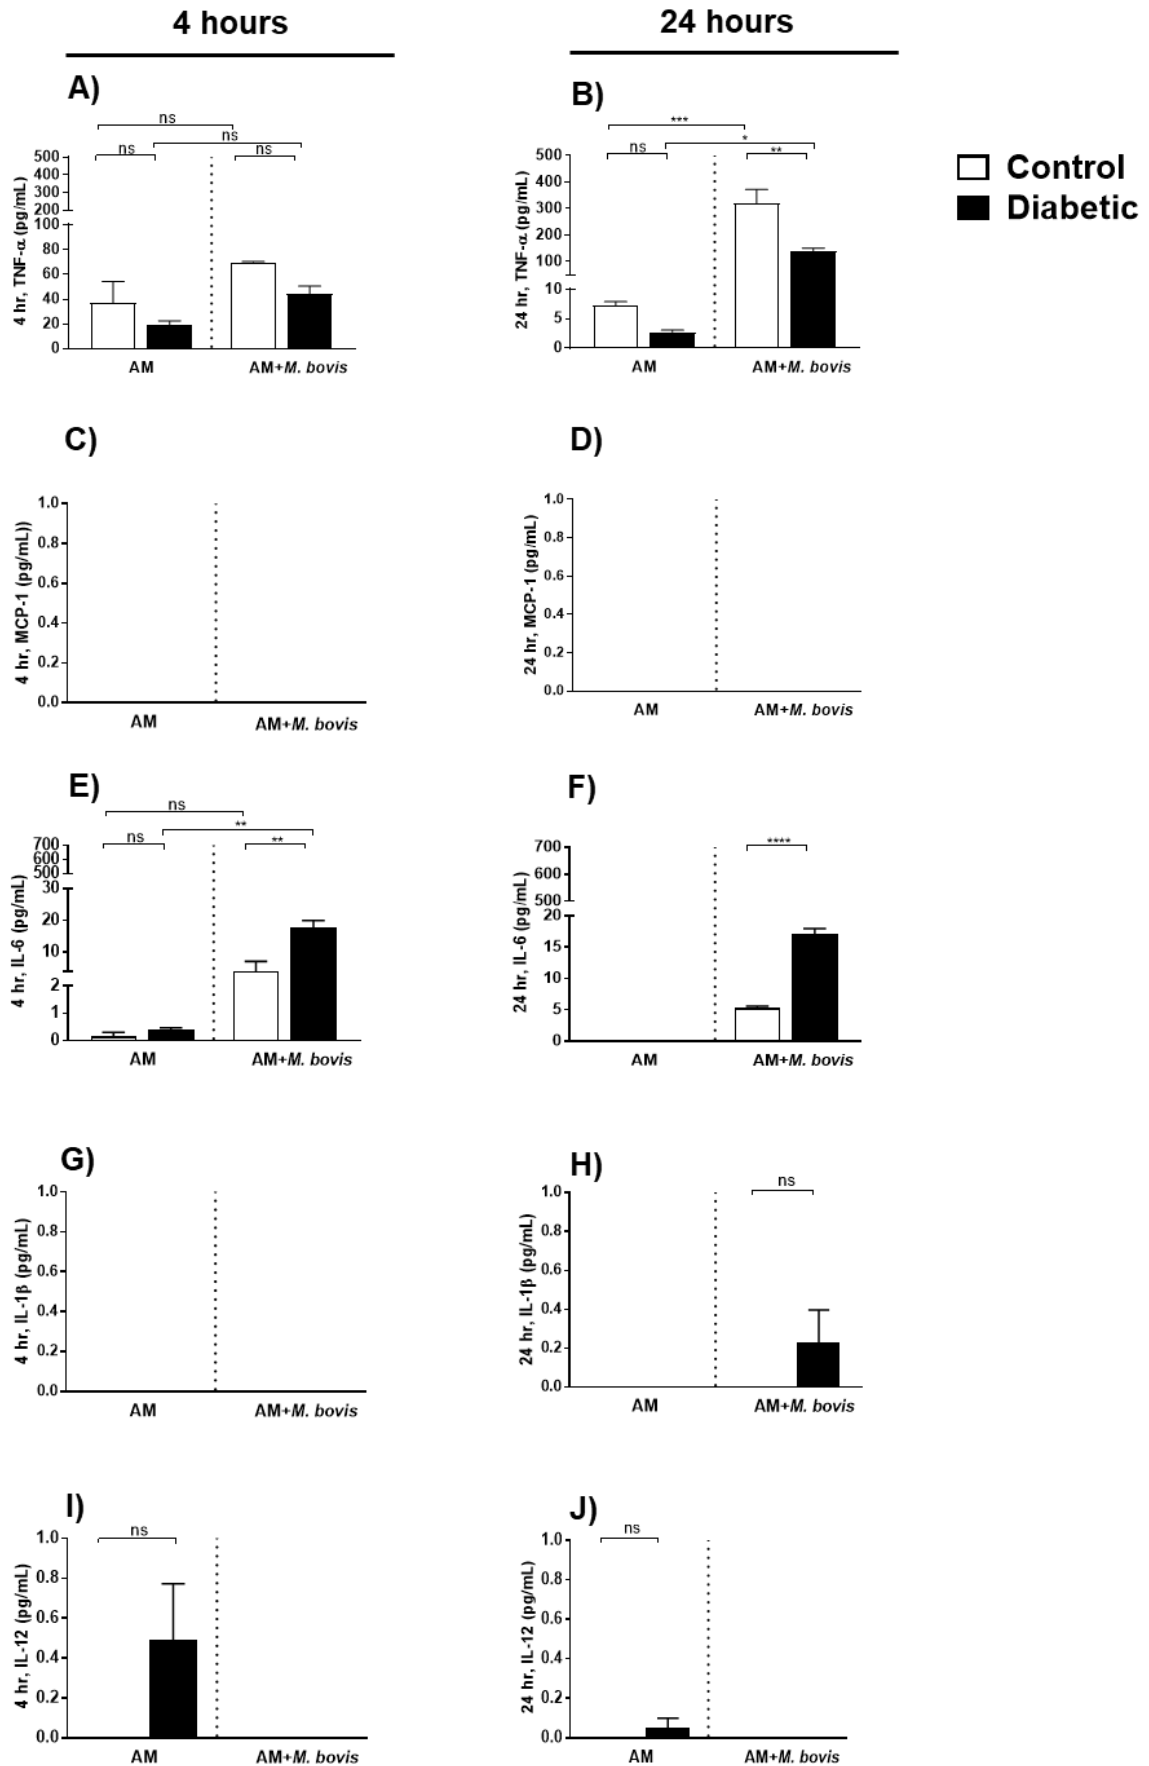 4 hours
24 hours
Control
Diabetic
A)
ns
ns
ns
ns
4 hr, TNF-α (pg/mL)
500
400
300
200
100
80
60
40
20
0
AM
AM+M. bovis
B)
***
*
ns
**
24 hr, TNF-α (pg/mL)
500
400
300
200
100
10
5
0
AM
AM+M. bovis
C)
4 hr, MCP-1 (pg/mL))
1.0
0.8
0.6
0.4
0.2
0.0
AM
AM+M. bovis
D)
24 hr, MCP-1 (pg/mL)
1.0
0.8
0.6
0.4
0.2
0.0
AM
AM+M. bovis
E)
ns
**
ns
**
4 hr, IL-6 (pg/mL)
700
600
500
30
20
10
2
1
0
AM
AM+M. bovis
F)
****
24 hr, IL-6 (pg/mL)
700
600
500
20
15
10
5
0
AM
AM+M. bovis
G)
4 hr, IL-1β (pg/mL)
1.0
0.8
0.6
0.4
0.2
0.0
AM
AM+M. bovis
H)
ns
24 hr, IL-1β (pg/mL)
1.0
0.8
0.6
0.4
0.2
0.0
AM
AM+M. bovis
I)
ns
4 hr, IL-12 (pg/mL)
1.0
0.8
0.6
0.4
0.2
0.0
AM
AM+M. bovis
J)
ns
24 hr, IL-12 (pg/mL)
1.0
0.8
0.6
0.4
0.2
0.0
AM
AM+M. bovis